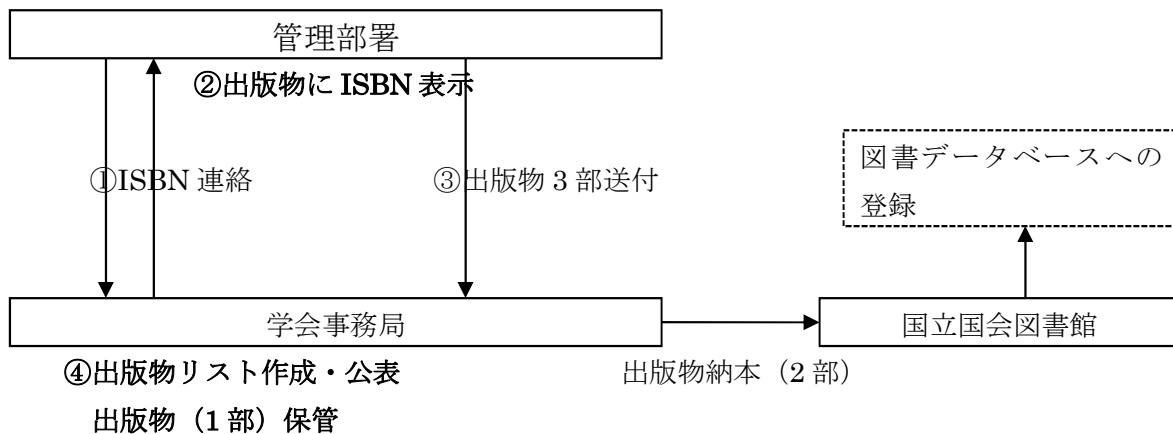 管理部署
②出版物に ISBN 表示
①ISBN 連絡
③出版物 3 部送付
図書データベースへの
登録
学会事務局
国立国会図書館
④出版物リスト作成・公表
出版物（1 部）保管
出版物納本（2 部）